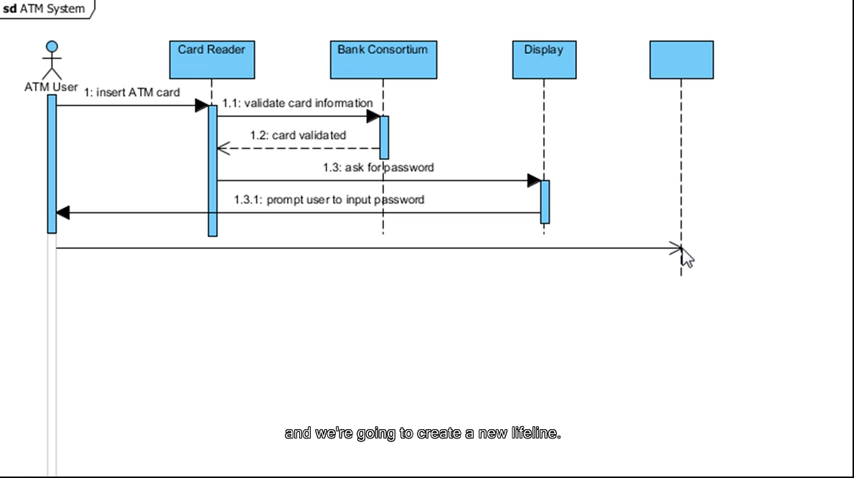 sd ATM System
Card Reader
Bank Consortium
Display
ATM User
1: insert ATM card
1.1: validate card information
1.2: card validated
1.3: ask for password
1.3.1: prompt user to input password
and we're going to create a new lifeline.